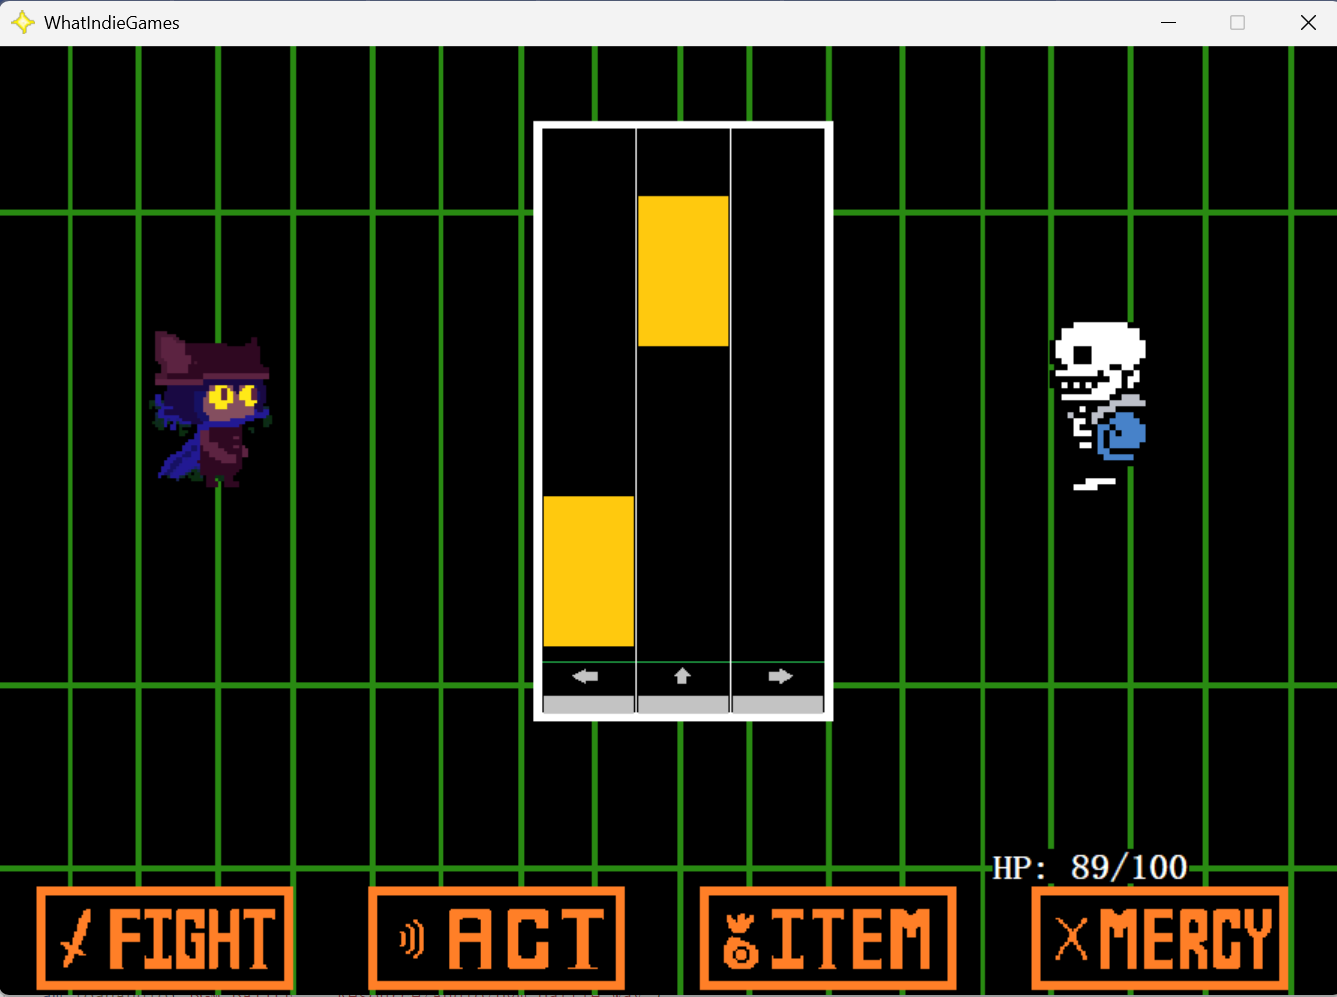 WhatIndieGames
HP: 89/100
FIGHT
ACT
ITEM
MERCY